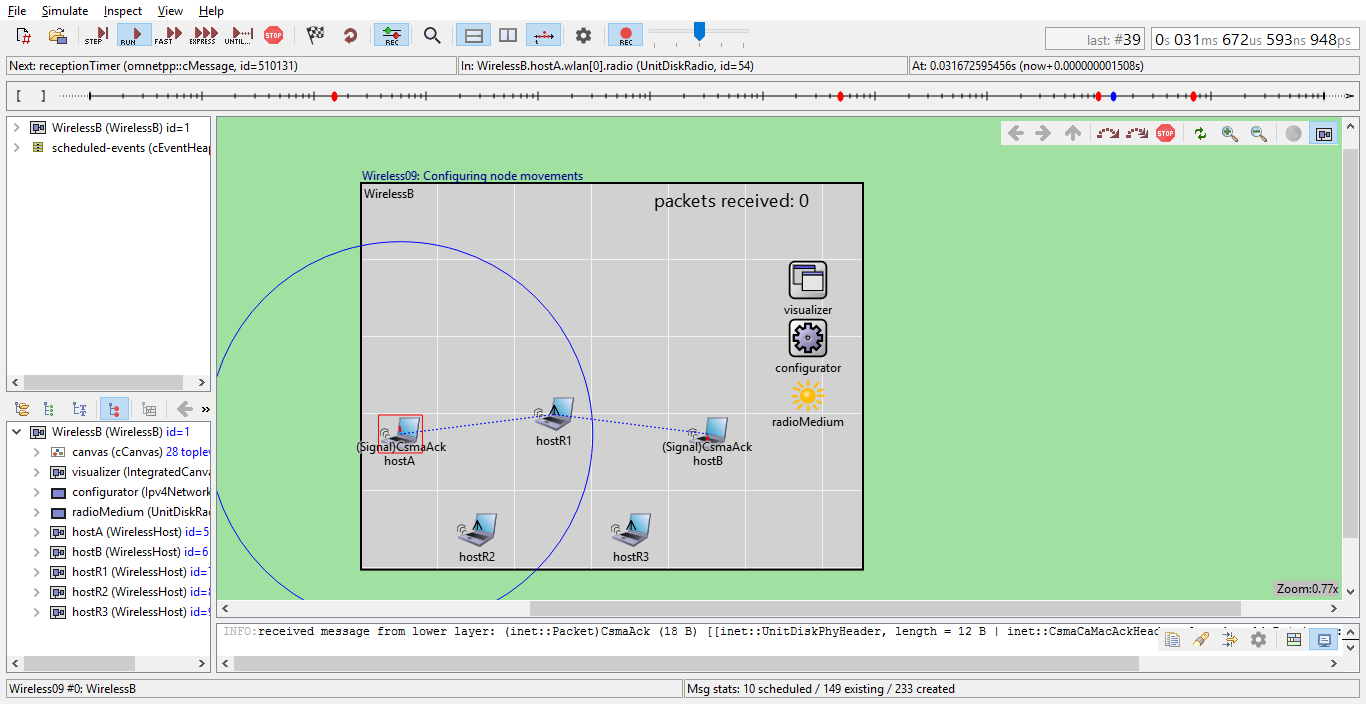 File Simulate Inspect View Help
STEP RUN FAST EXPRESS UNTIL... STOP REC REC last: #39 0s 031ms 672us 593ns 948ps
Next: receptionTimer (omnetpp::cMessage, id=510131) In: WirelessB.hostA.wlan[0].radio (UnitDiskRadio, id=54) At: 0.031672595456s (now+0.000000001508s)
WirelessB (WirelessB) id=1
scheduled-events (cEventHeap
STOP
Wireless09: Configuring node movements
WirelessB
packets received: 0
visualizer
configurator
radioMedium
hostR1
(Signal)CsmaAck
hostA
(Signal)CsmaAck
hostB
hostR2
hostR3
Zoom:0.77x
WirelessB (WirelessB) id=1
canvas (cCanvas) 28 toplev
visualizer (IntegratedCanva
configurator (Ipv4Network
radioMedium (UnitDiskRa
hostA (WirelessHost) id=5
hostB (WirelessHost) id=6
hostR1 (WirelessHost) id=
hostR2 (WirelessHost) id=
hostR3 (WirelessHost) id=
INFO:received message from lower layer: (inet::Packet)CsmaAck (18 B) [[inet::UnitDiskPhyHeader, length = 12 B | inet::CsmaCaMacAckHead
Wireless09 #0: WirelessB Msg stats: 10 scheduled / 149 existing / 233 created